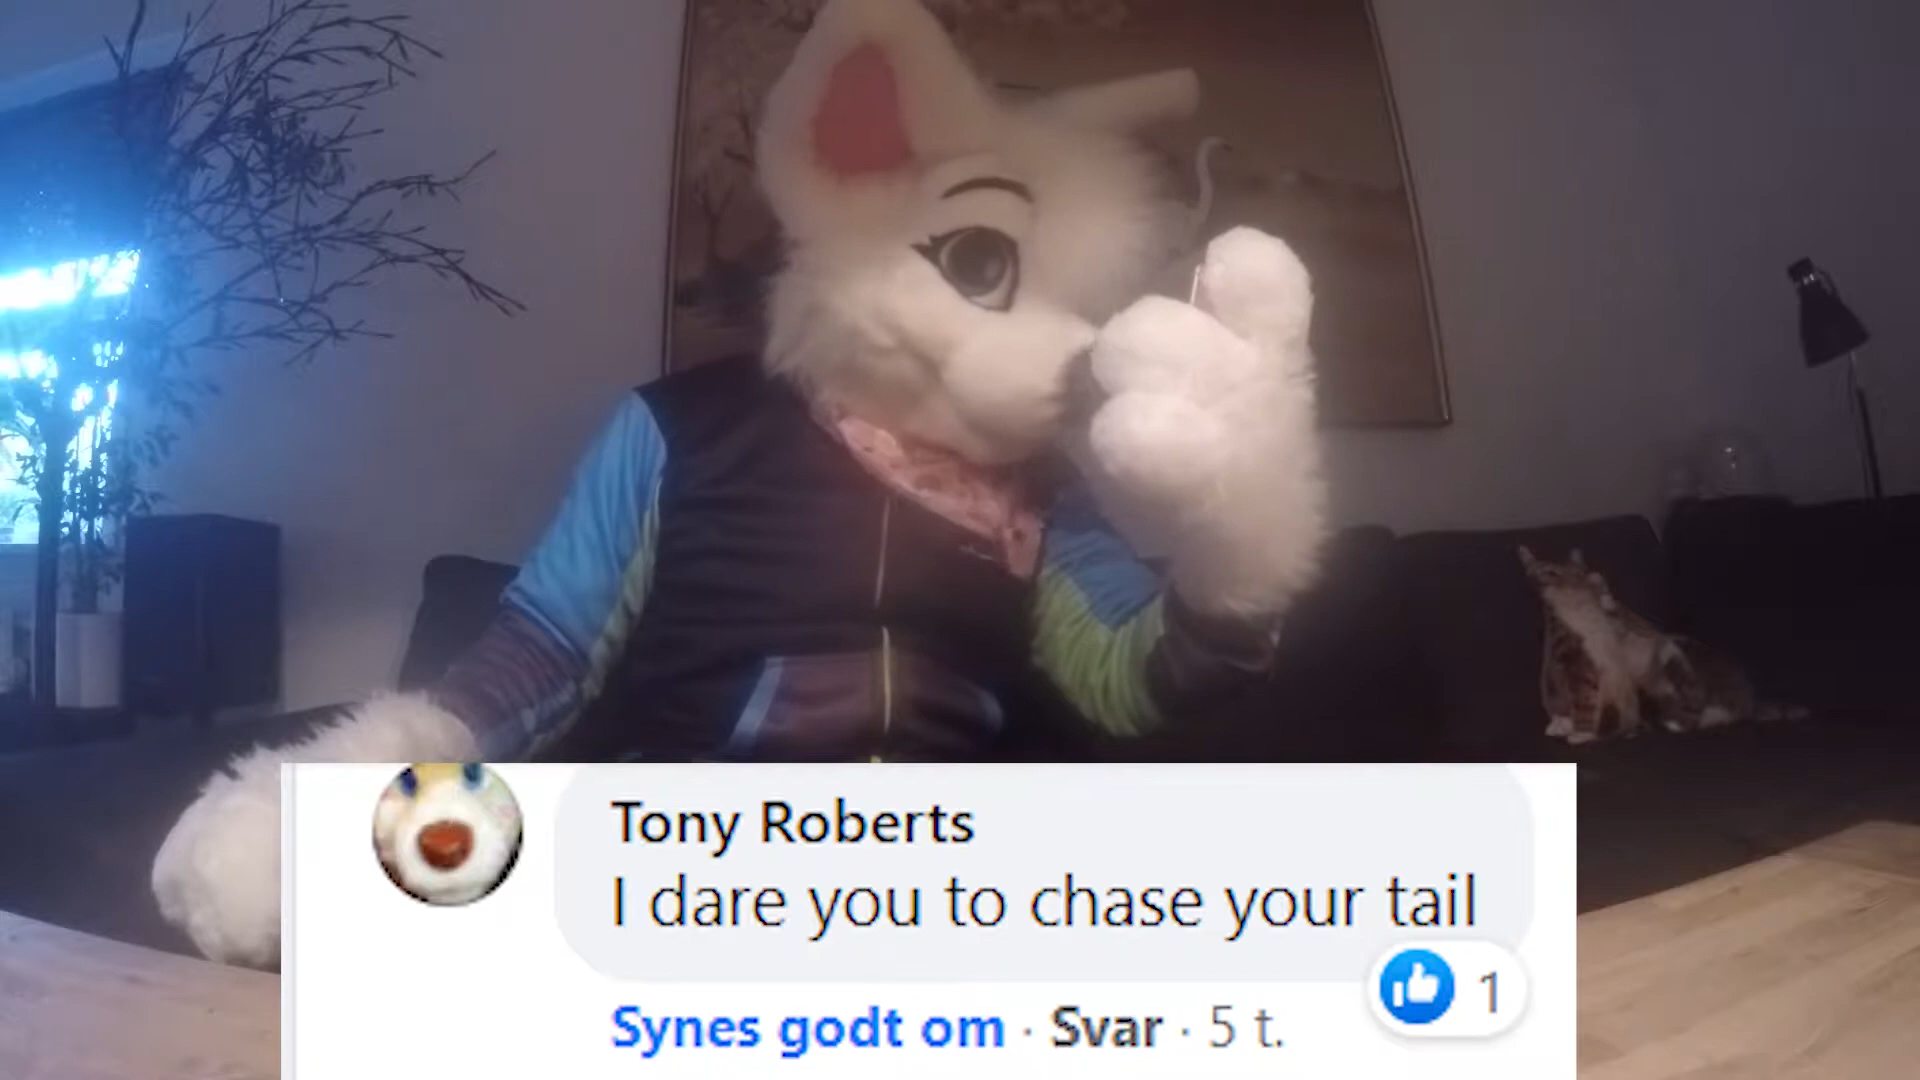 Tony Roberts
I dare you to chase your tail
1
Synes godt om · Svar · 5 t.